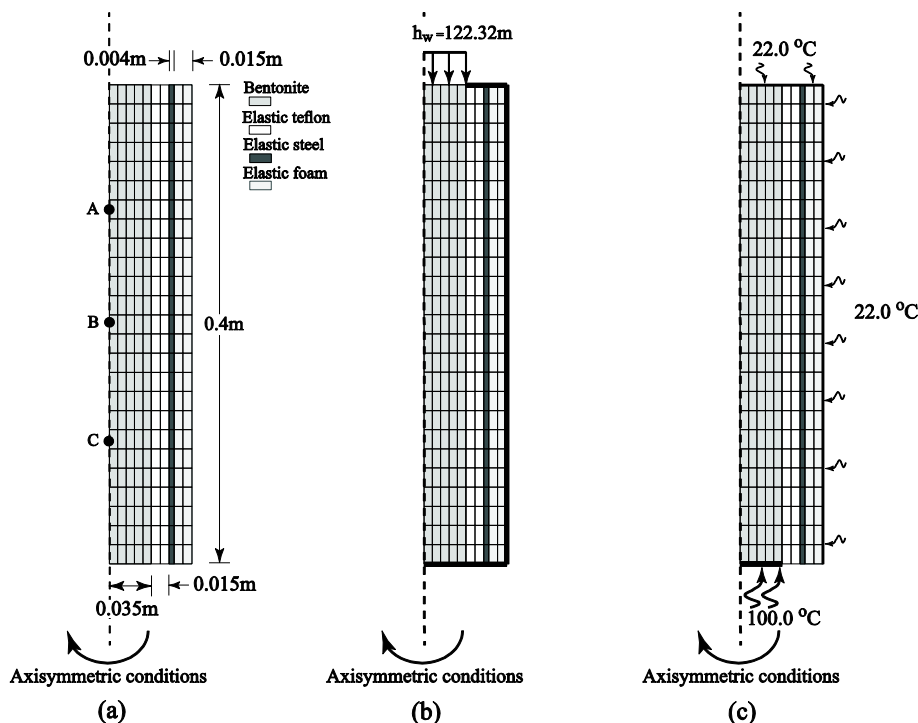 0.004m
0.015m
Bentonite
Elastic teflon
Elastic steel
Elastic foam
A
B
C
0.4m
0.015m
0.035m
Axisymmetric conditions
(a)
h_w =122.32m
Axisymmetric conditions
(b)
22.0 °C
22.0 °C
100.0 °C
Axisymmetric conditions
(c)